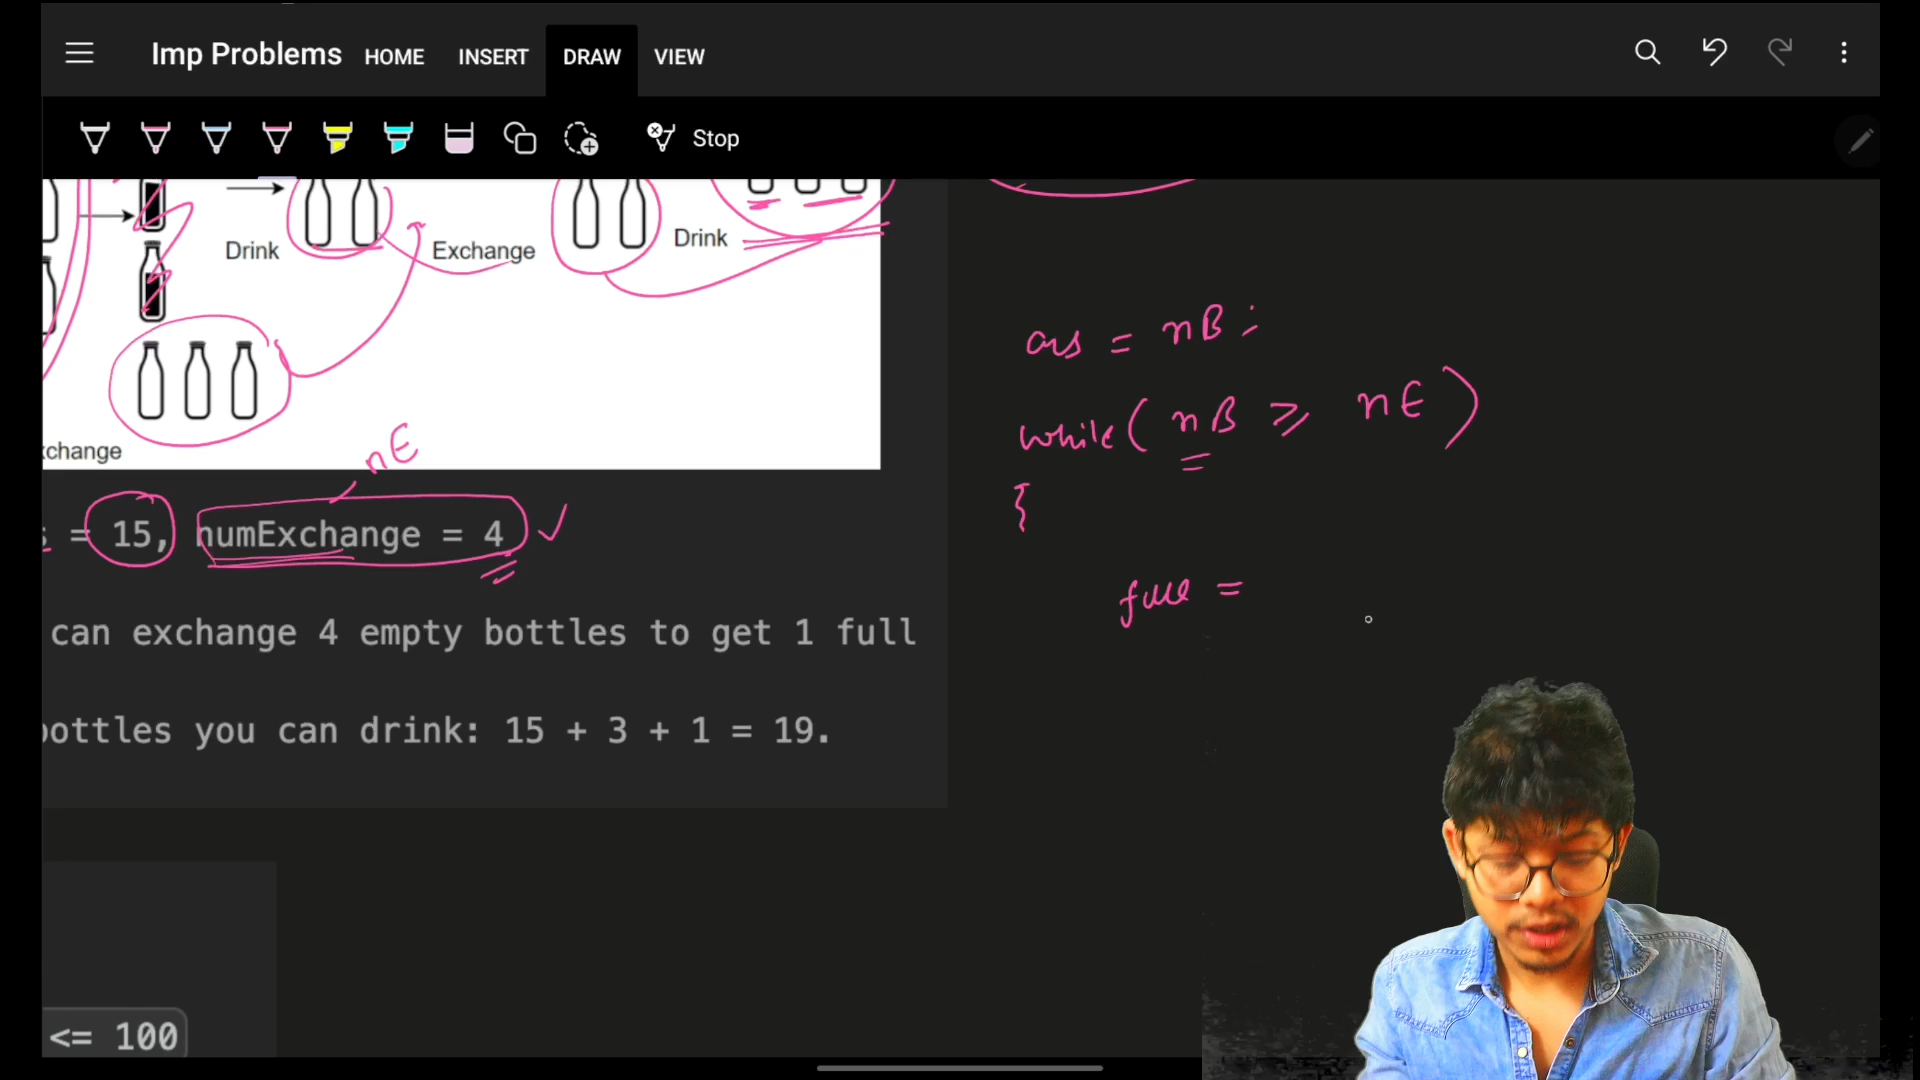 Imp Problems HOME INSERT DRAW VIEW
Stop
Drink Exchange Drink
change
nE
= 15, numExchange = 4
can exchange 4 empty bottles to get 1 full
ottles you can drink: 15 + 3 + 1 = 19.
<= 100
ans = nB;
while( nB ≥ nE )
{
full =